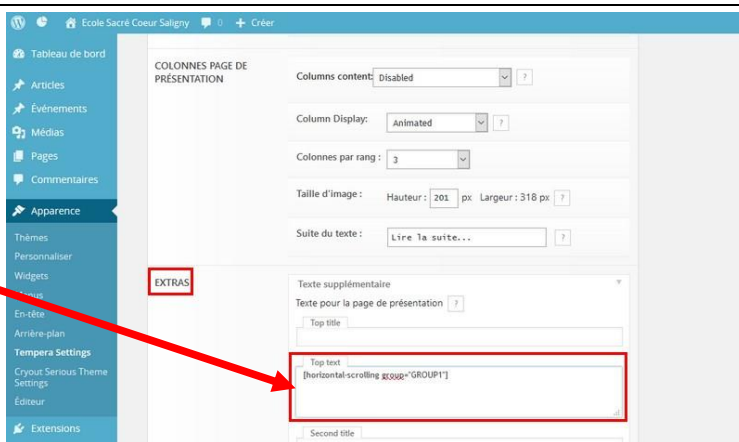 Ecole Sacré Coeur Saligny 0 + Créer
Tableau de bord
Articles
Événements
Médias
Pages
Commentaires
Apparence
Thèmes
Personnaliser
Widgets
En-tête
Arrière-plan
Tempera Settings
Cryout Serious Theme
Settings
Éditeur
Extensions
COLONNES PAGE DE
PRÉSENTATION
Columns content: Disabled ?
Column Display: Animated ?
Colonnes par rang : 3
Taille d'image : Hauteur : 201 px Largeur : 318 px ?
Suite du texte : Lire la suite... ?
EXTRAS
Texte supplémentaire
Texte pour la page de présentation ?
Top title
Top text
[horizontal-scrolling group="GROUP1"]
Second title